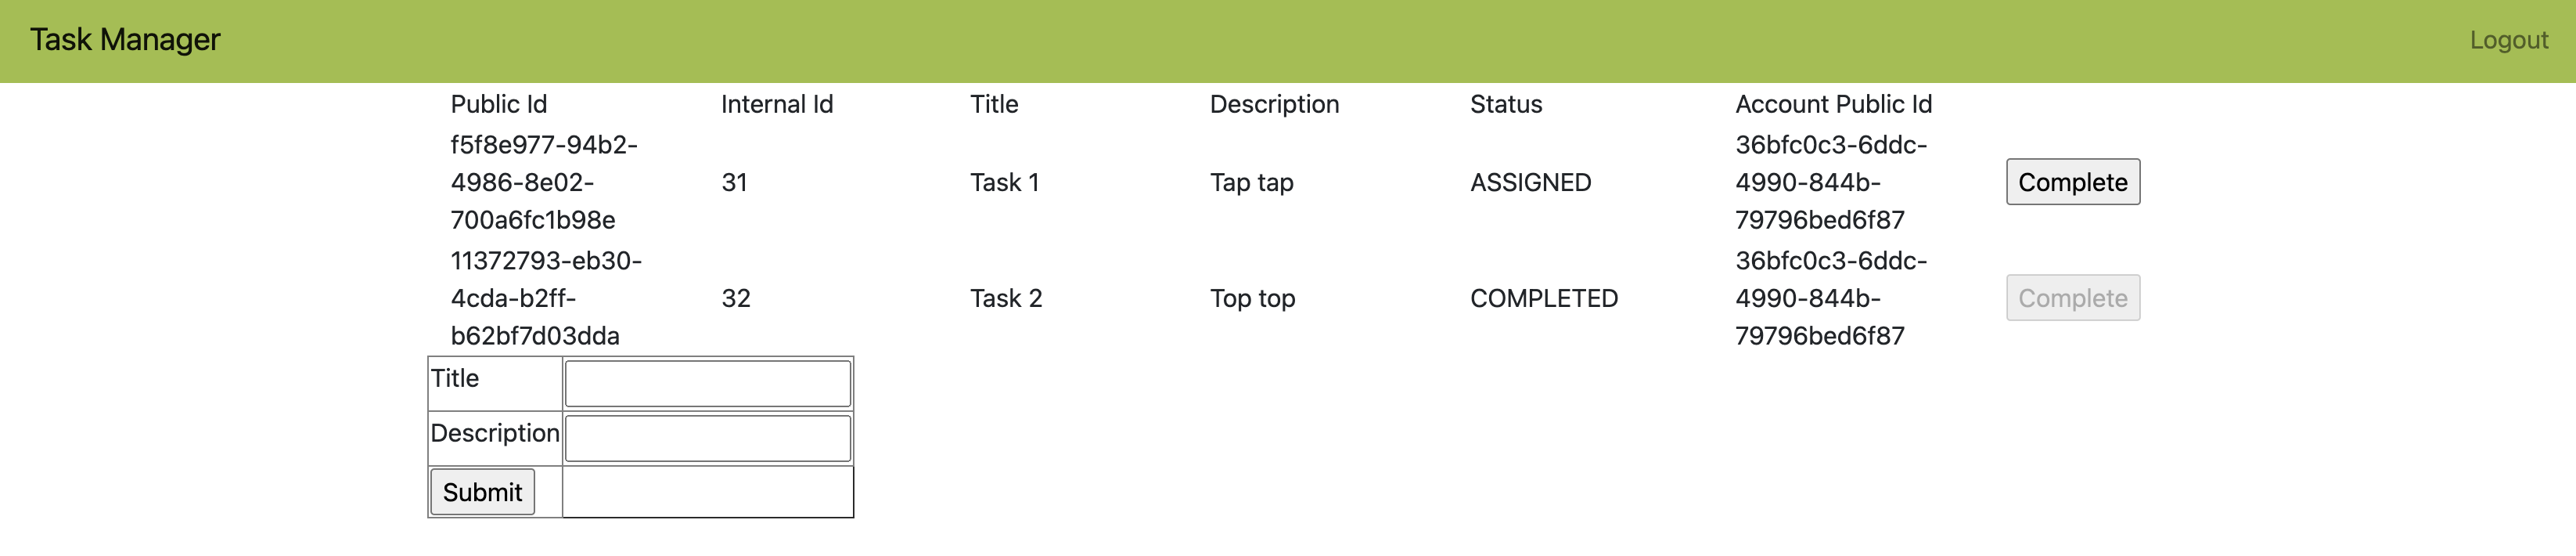 Task Manager
Logout
Public Id Internal Id Title Description Status Account Public Id
f5f8e977-94b2-
4986-8e02-
700a6fc1b98e
31
Task 1
Tap tap
ASSIGNED
36bfc0c3-6ddc-
4990-844b-
79796bed6f87
Complete
11372793-eb30-
4cda-b2ff-
b62bf7d03dda
32
Task 2
Top top
COMPLETED
36bfc0c3-6ddc-
4990-844b-
79796bed6f87
Complete
Title
Description
Submit